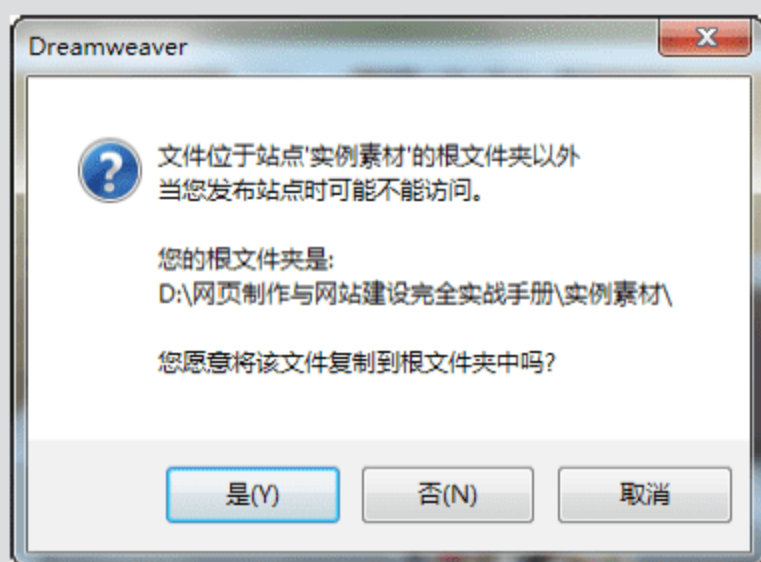 Dreamweaver
文件位于站点'实例素材'的根文件夹以外
当您发布站点时可能不能访问。
您的根文件夹是:
D:\网页制作与网站建设完全实战手册\实例素材\
您愿意将该文件复制到根文件夹中吗?
是(Y)
否(N)
取消